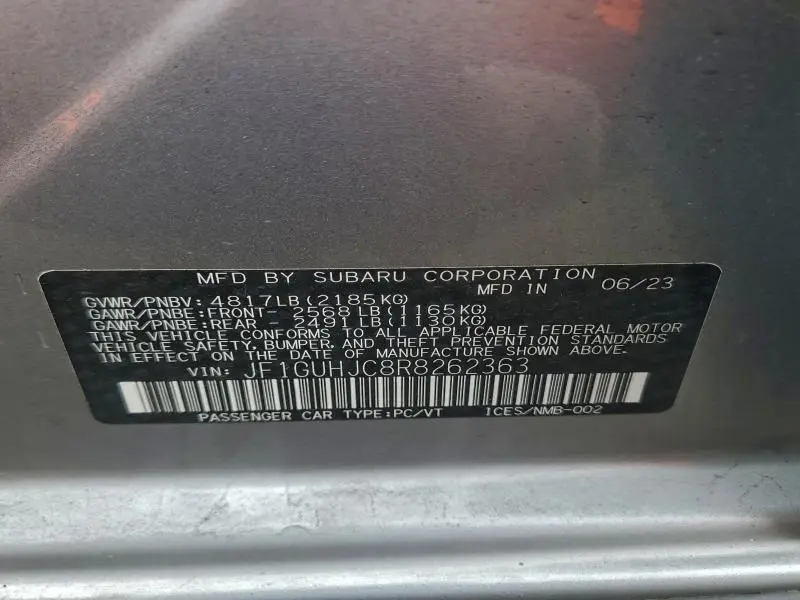 MFD BY SUBARU CORPORATION
MFD IN 06/23
GVWR/PNBV: 4817LB(2185KG)
GAWR/PNBE:FRONT- 2568LB(1165KG)
GAWR/PNBE:REAR - 2491LB(1130KG)
THIS VEHICLE CONFORMS TO ALL APPLICABLE FEDERAL MOTOR
VEHICLE SAFETY, BUMPER, AND THEFT PREVENTION STANDARDS
IN EFFECT ON THE DATE OF MANUFACTURE SHOWN ABOVE.
VIN: JF1GUHJC8R8262363
PASSENGER CAR TYPE:PC/VT ICES/NMB-002